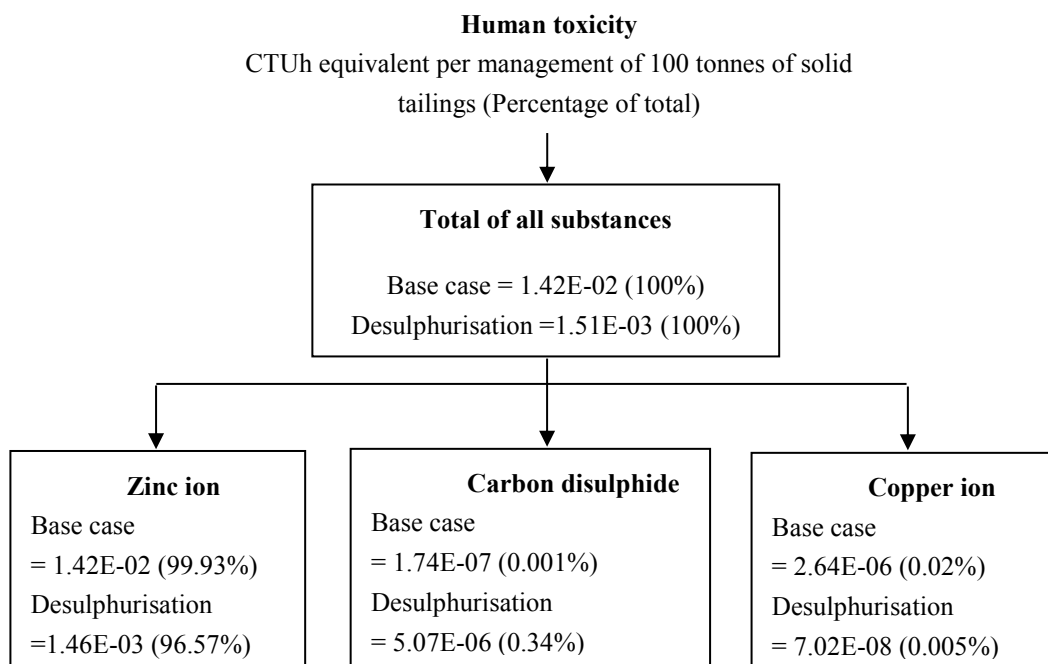 Human toxicity
CTUh equivalent per management of 100 tonnes of solid
tailings (Percentage of total)
Total of all substances
Base case = 1.42E-02 (100%)
Desulphurisation =1.51E-03 (100%)
Zinc ion
Base case
= 1.42E-02 (99.93%)
Desulphurisation
=1.46E-03 (96.57%)
Carbon disulphide
Base case
= 1.74E-07 (0.001%)
Desulphurisation
= 5.07E-06 (0.34%)
Copper ion
Base case
= 2.64E-06 (0.02%)
Desulphurisation
= 7.02E-08 (0.005%)